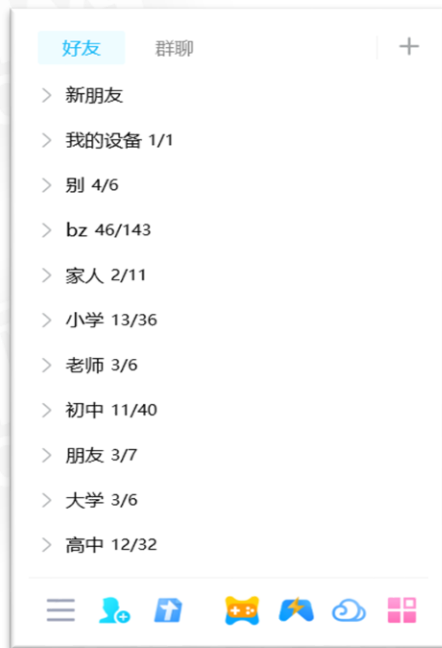 好友 群聊
新朋友
我的设备 1/1
别 4/6
bz 46/143
家人 2/11
小学 13/36
老师 3/6
初中 11/40
朋友 3/7
大学 3/6
高中 12/32